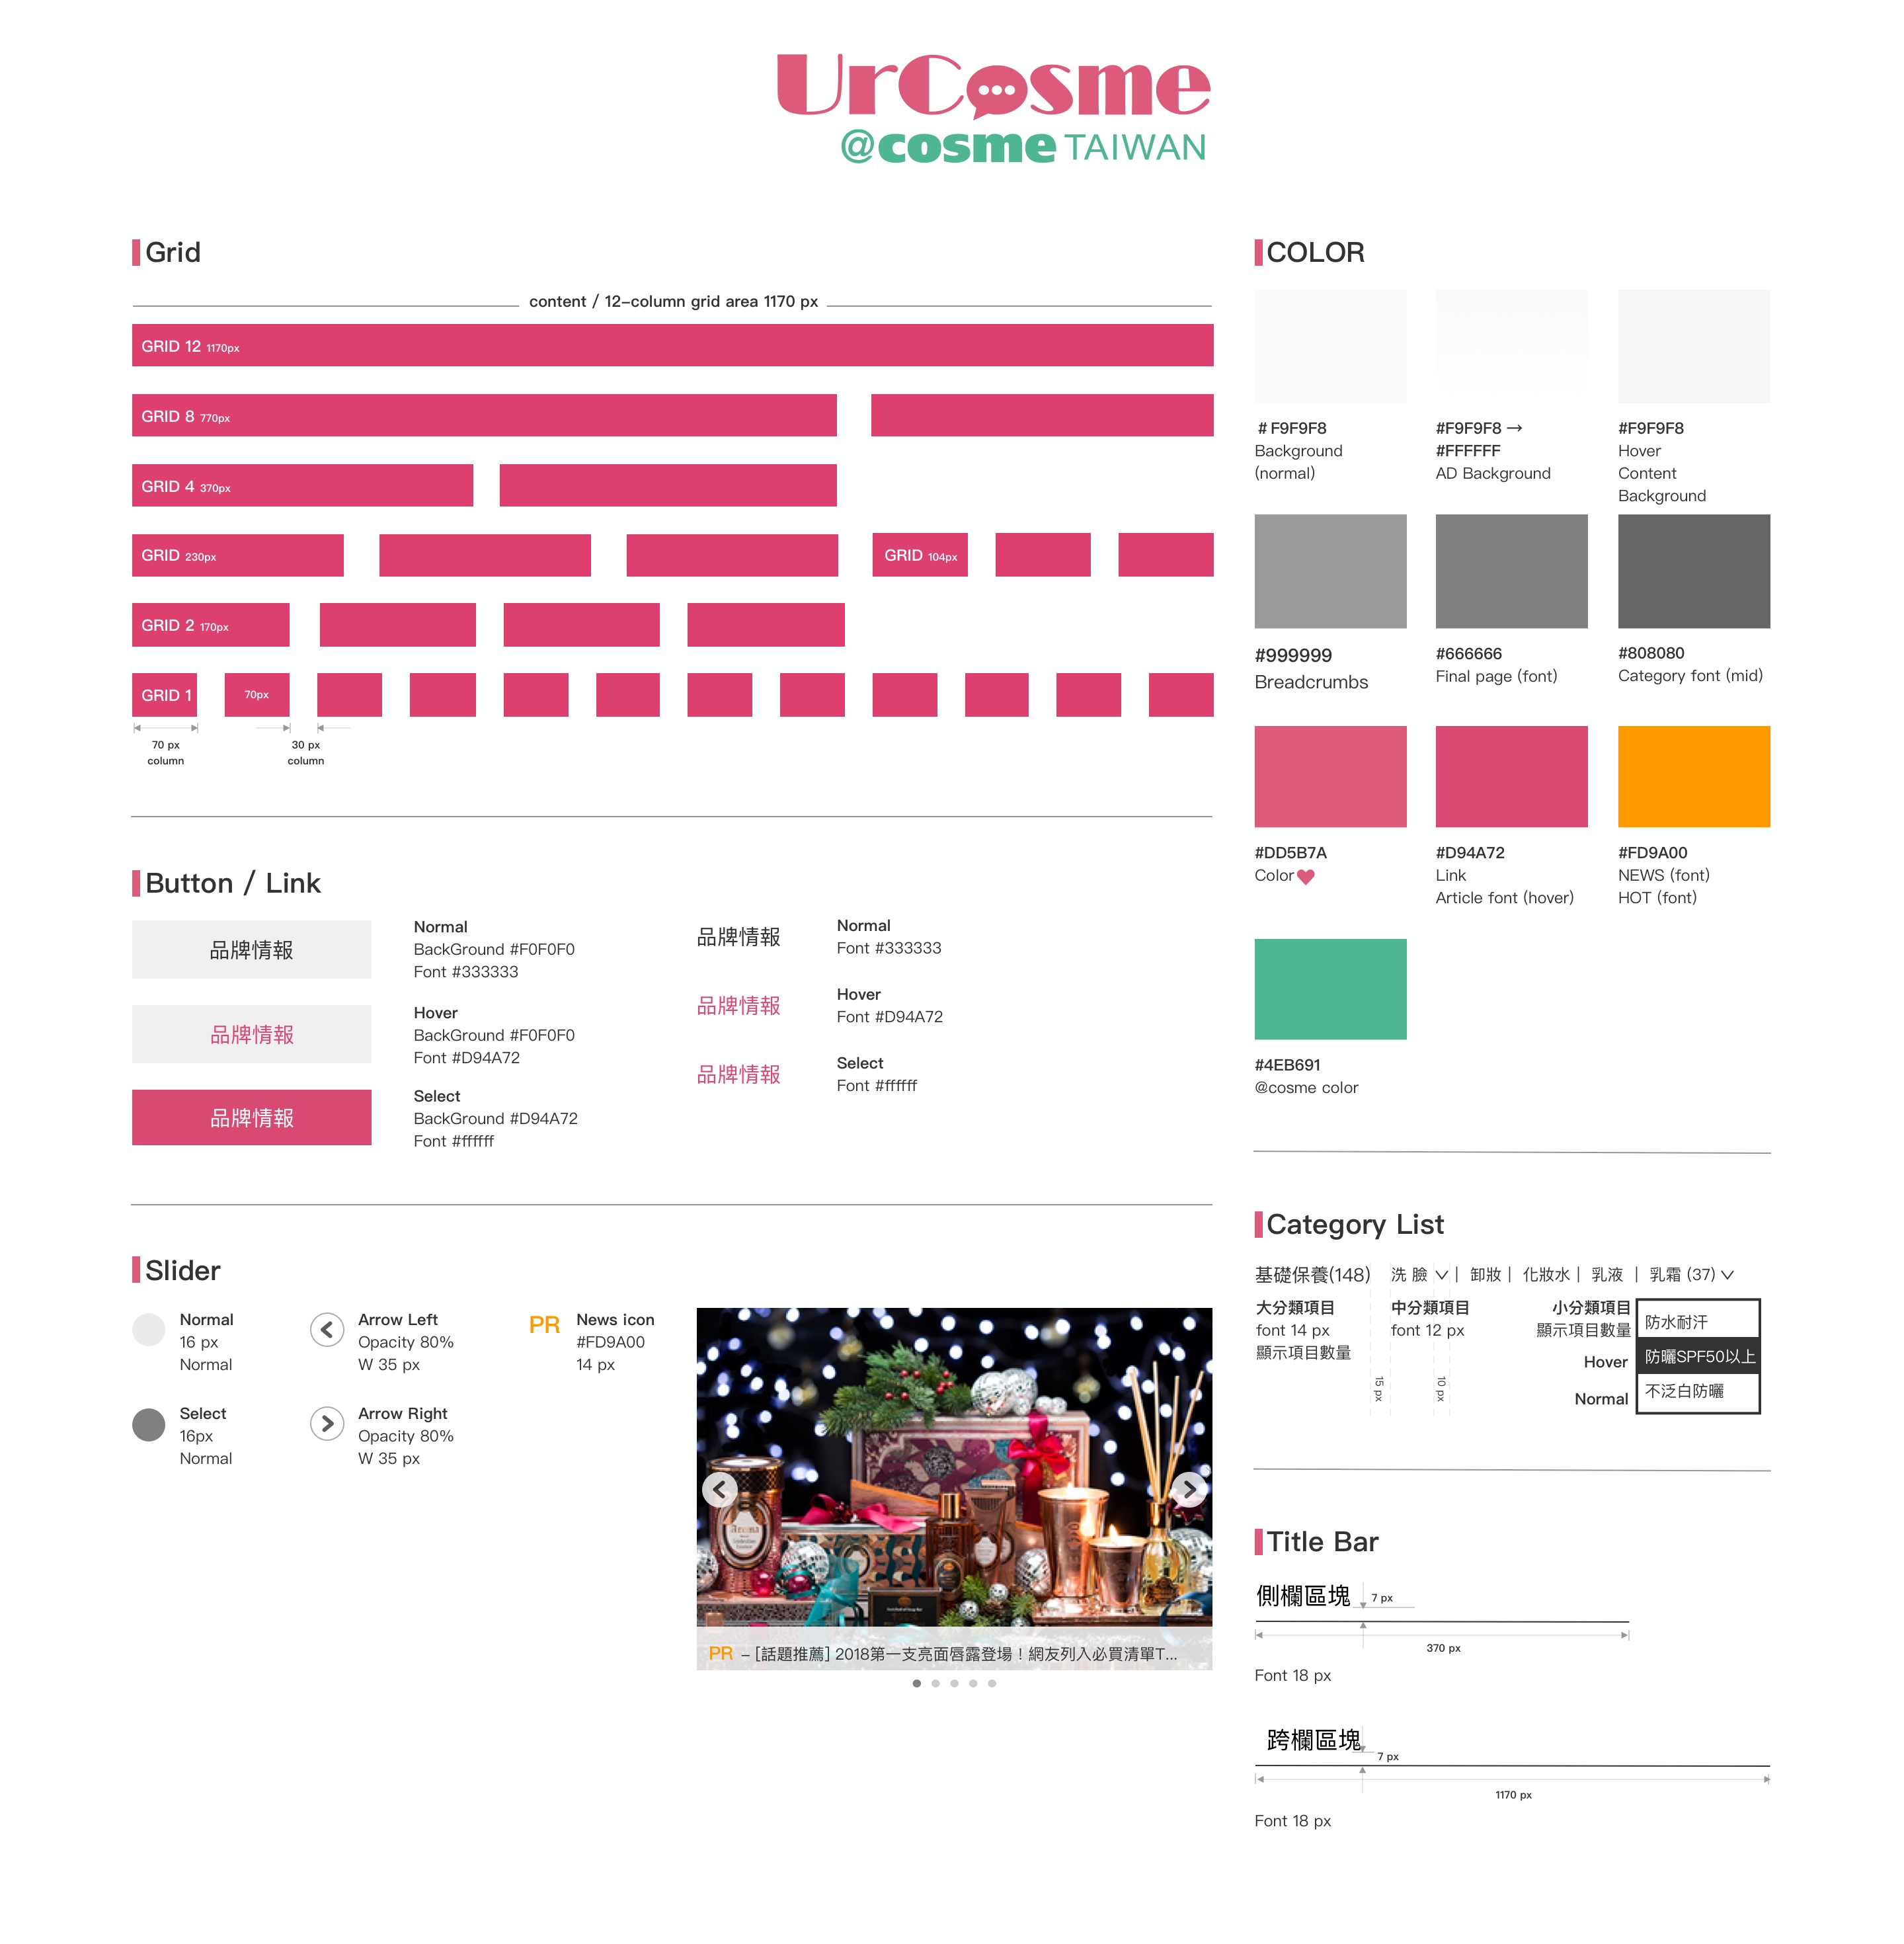 UrCosme
@cosme TAIWAN
Grid
content / 12-column grid area 1170 px
GRID 12 1170px
GRID 8 770px
GRID 4 370px
GRID 230px
GRID 104px
GRID 2 170px
GRID 1
70px
70 px
column
30 px
column
Button / Link
品牌情報
Normal
BackGround #F0F0F0
Font #333333
品牌情報
Hover
BackGround #F0F0F0
Font #D94A72
品牌情報
Select
BackGround #D94A72
Font #ffffff
品牌情報
Normal
Font #333333
品牌情報
Hover
Font #D94A72
品牌情報
Select
Font #ffffff
Slider
Normal
16 px
Normal
Arrow Left
Opacity 80%
W 35 px
PR
News icon
#FD9A00
14 px
Select
16px
Normal
Arrow Right
Opacity 80%
W 35 px
Aroma
PR – [話題推薦] 2018第一支亮面唇露登場！網友列入必買清單T...
COLOR
# F9F9F8
Background
(normal)
#F9F9F8 →
#FFFFFF
AD Background
#F9F9F8
Hover
Content
Background
#999999
Breadcrumbs
#666666
Final page (font)
#808080
Category font (mid)
#DD5B7A
Color
#D94A72
Link
Article font (hover)
#FD9A00
NEWS (font)
HOT (font)
#4EB691
@cosme color
Category List
基礎保養(148) 洗 臉 | 卸妝 | 化妝水 | 乳液 | 乳霜 (37)
大分類項目
font 14 px
顯示項目數量
中分類項目
font 12 px
小分類項目
顯示項目數量
Hover
Normal
防水耐汗
防曬SPF50以上
不泛白防曬
15 px
10 px
Title Bar
側欄區塊
7 px
370 px
Font 18 px
跨欄區塊
7 px
1170 px
Font 18 px